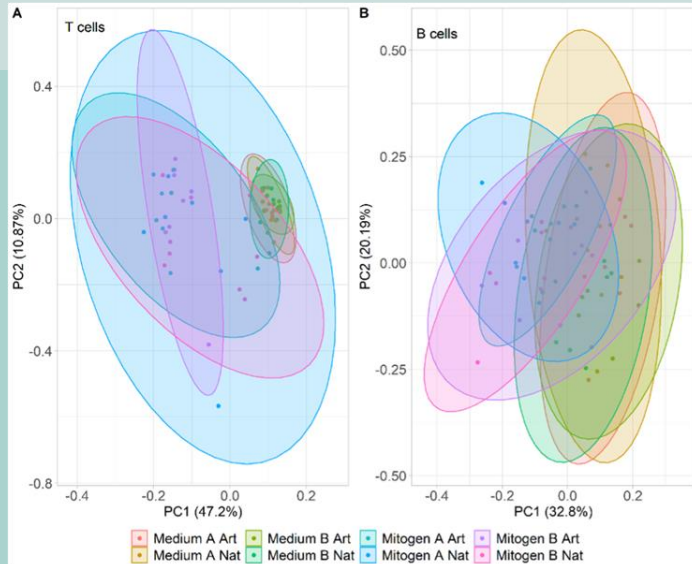 A
T cells
0.4
0.0
-0.4
-0.8
PC2 (10.87%)
-0.4
-0.2
0.0
0.2
PC1 (47.2%)
B
B cells
0.50
0.25
0.00
-0.25
-0.50
PC2 (20.19%)
-0.4
-0.2
0.0
0.2
PC1 (32.8%)
Medium A Art Medium B Art Mitogen A Art Mitogen B Art
Medium A Nat Medium B Nat Mitogen A Nat Mitogen B Nat